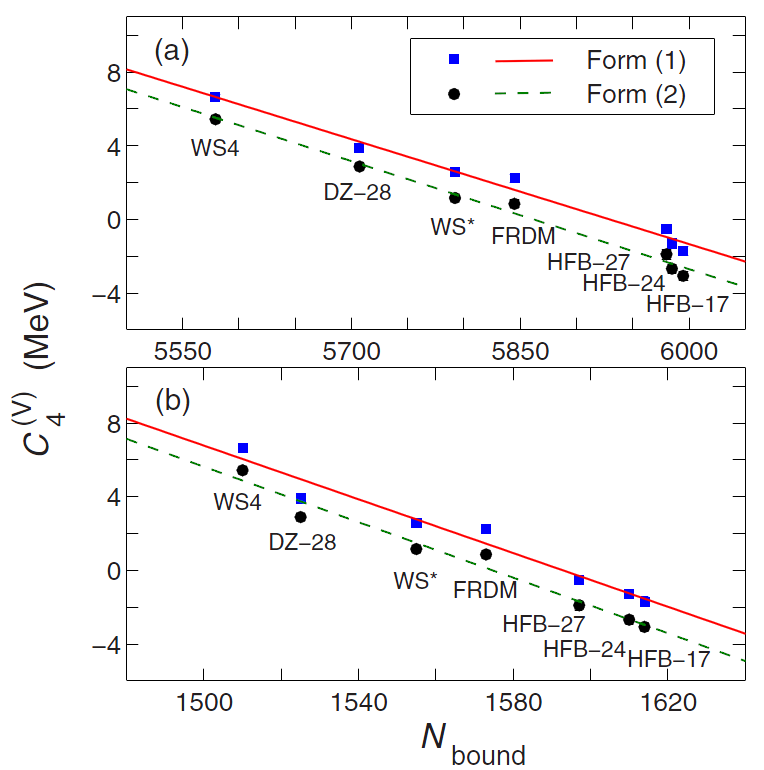 (a)
Form (1)
Form (2)
8
4
0
−4
WS4
DZ−28
WS*
FRDM
HFB−27
HFB−24
HFB−17
5550 5700 5850 6000
C₄⁽ⱽ⁾ (MeV)
(b)
8
4
0
−4
WS4
DZ−28
WS*
FRDM
HFB−27
HFB−24
HFB−17
1500 1540 1580 1620
N bound